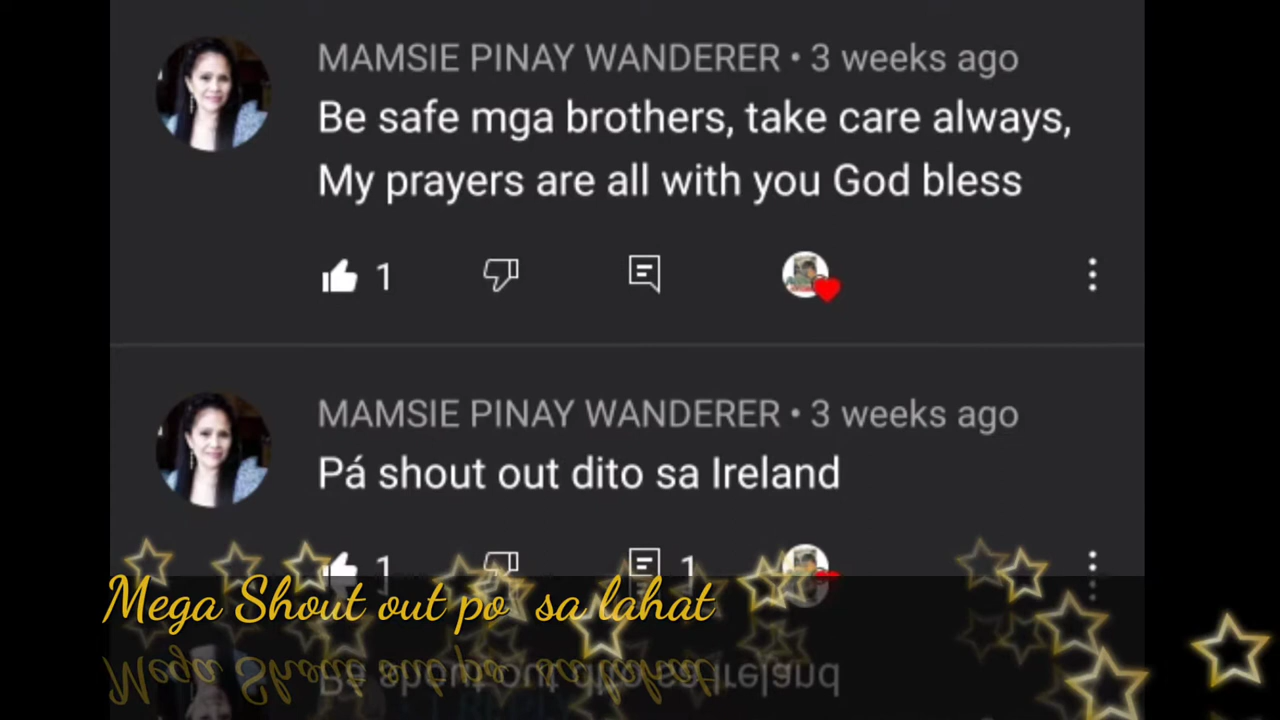 MAMSIE PINAY WANDERER • 3 weeks ago
Be safe mga brothers, take care always,
My prayers are all with you God bless
1
MAMSIE PINAY WANDERER • 3 weeks ago
Pá shout out dito sa Ireland
1 1
Mega Shout out po sa lahat